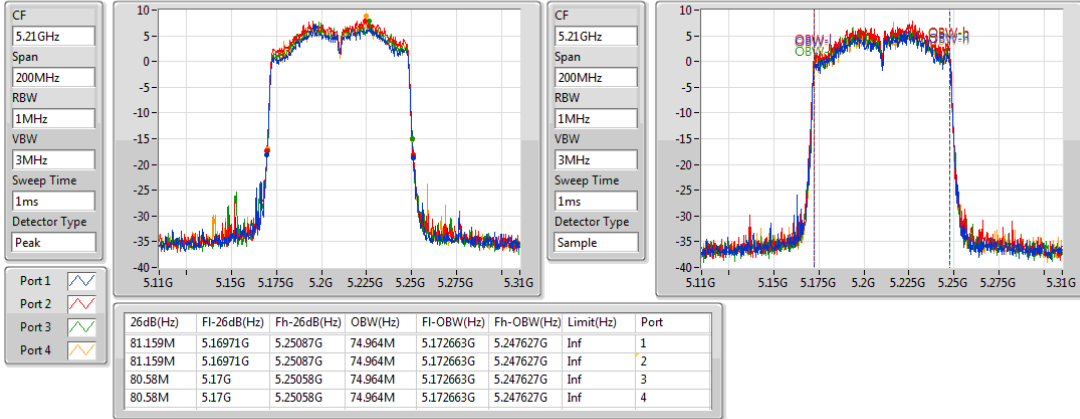 CF
5.21GHz
Span
200MHz
RBW
1MHz
VBW
3MHz
Sweep Time
1ms
Detector Type
Peak
10
5
0
-5
-10
-15
-20
-25
-30
-35
-40
5.11G 5.175G 5.2G 5.225G 5.25G 5.31G
CF
5.21GHz
Span
200MHz
RBW
1MHz
VBW
3MHz
Sweep Time
1ms
Detector Type
Sample
10
5
0
-5
-10
-15
-20
-25
-30
-35
-40
OBW-l OBW-h
5.11G 5.175G 5.2G 5.225G 5.25G 5.31G
Port 1
Port 2
Port 3
Port 4
26dB(Hz) Fl-26dB(Hz) Fh-26dB(Hz) OBW(Hz) Fl-OBW(Hz) Fh-OBW(Hz) Limit(Hz) Port
81.159M 5.16971G 5.25087G 74.964M 5.172663G 5.247627G Inf 1
81.159M 5.16971G 5.25087G 74.964M 5.172663G 5.247627G Inf 2
80.58M 5.17G 5.25058G 74.964M 5.172663G 5.247627G Inf 3
80.58M 5.17G 5.25058G 74.964M 5.172663G 5.247627G Inf 4